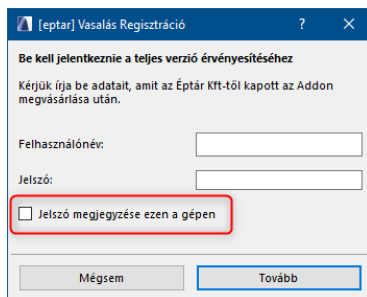 [eptar] Vasalás Regisztráció
Be kell jelentkeznie a teljes verzió érvényesítéséhez
Kérjük írja be adatait, amit az Éptár Kft-től kapott az Addon
megvásárlása után.
Felhasználónév:
Jelszó:
Jelszó megjegyzése ezen a gépen
Mégsem
Tovább